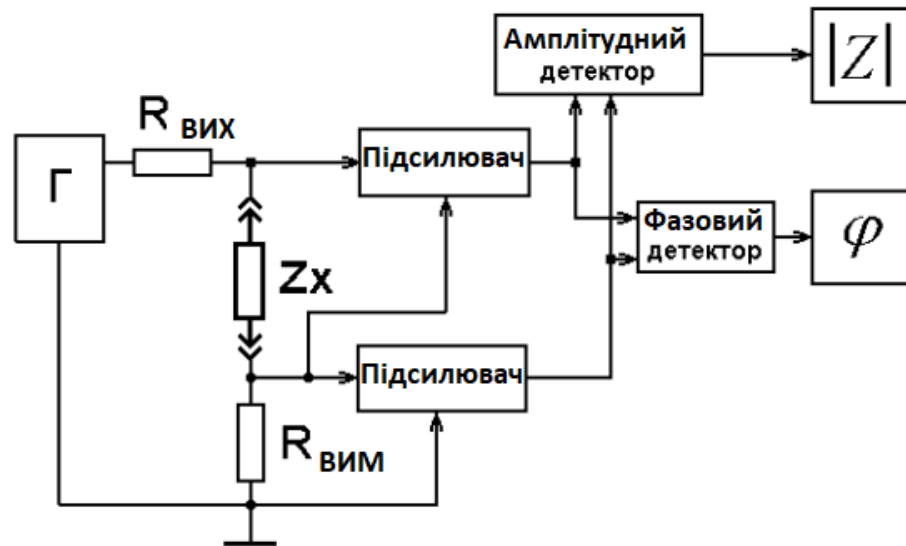 Амплітудний
детектор
|Z|
R ВИХ
Г
Підсилювач
Фазовий
детектор
φ
Zx
Підсилювач
R ВИМ